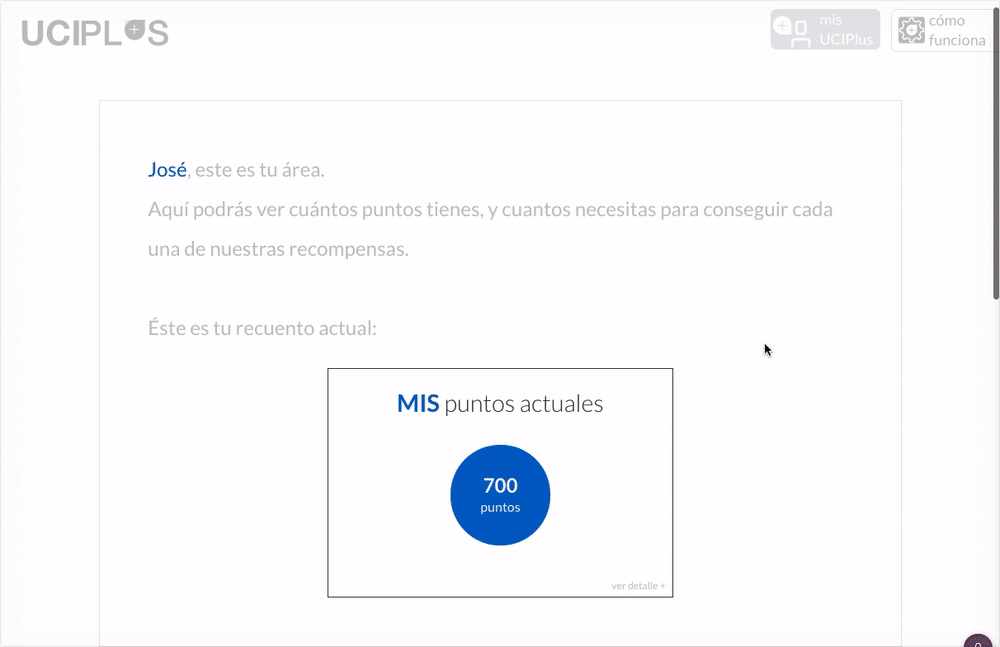 UCIPLUS
mis
UCIPlus
cómo
funciona
José, este es tu área.
Aquí podrás ver cuántos puntos tienes, y cuantos necesitas para conseguir cada
una de nuestras recompensas.
Éste es tu recuento actual:
MIS puntos actuales
700
puntos
ver detalle +